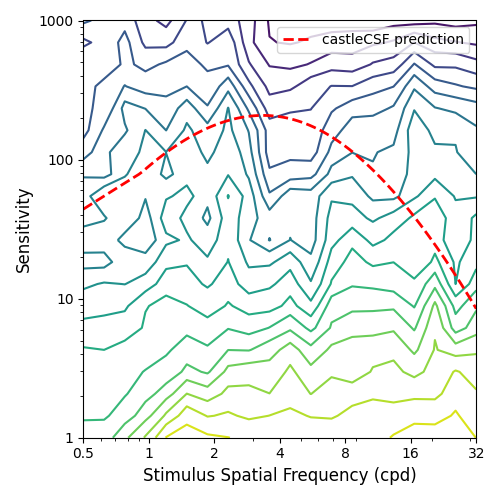 1000
castleCSF prediction
100
10
1
Sensitivity
0.5 1 2 4 8 16 32
Stimulus Spatial Frequency (cpd)